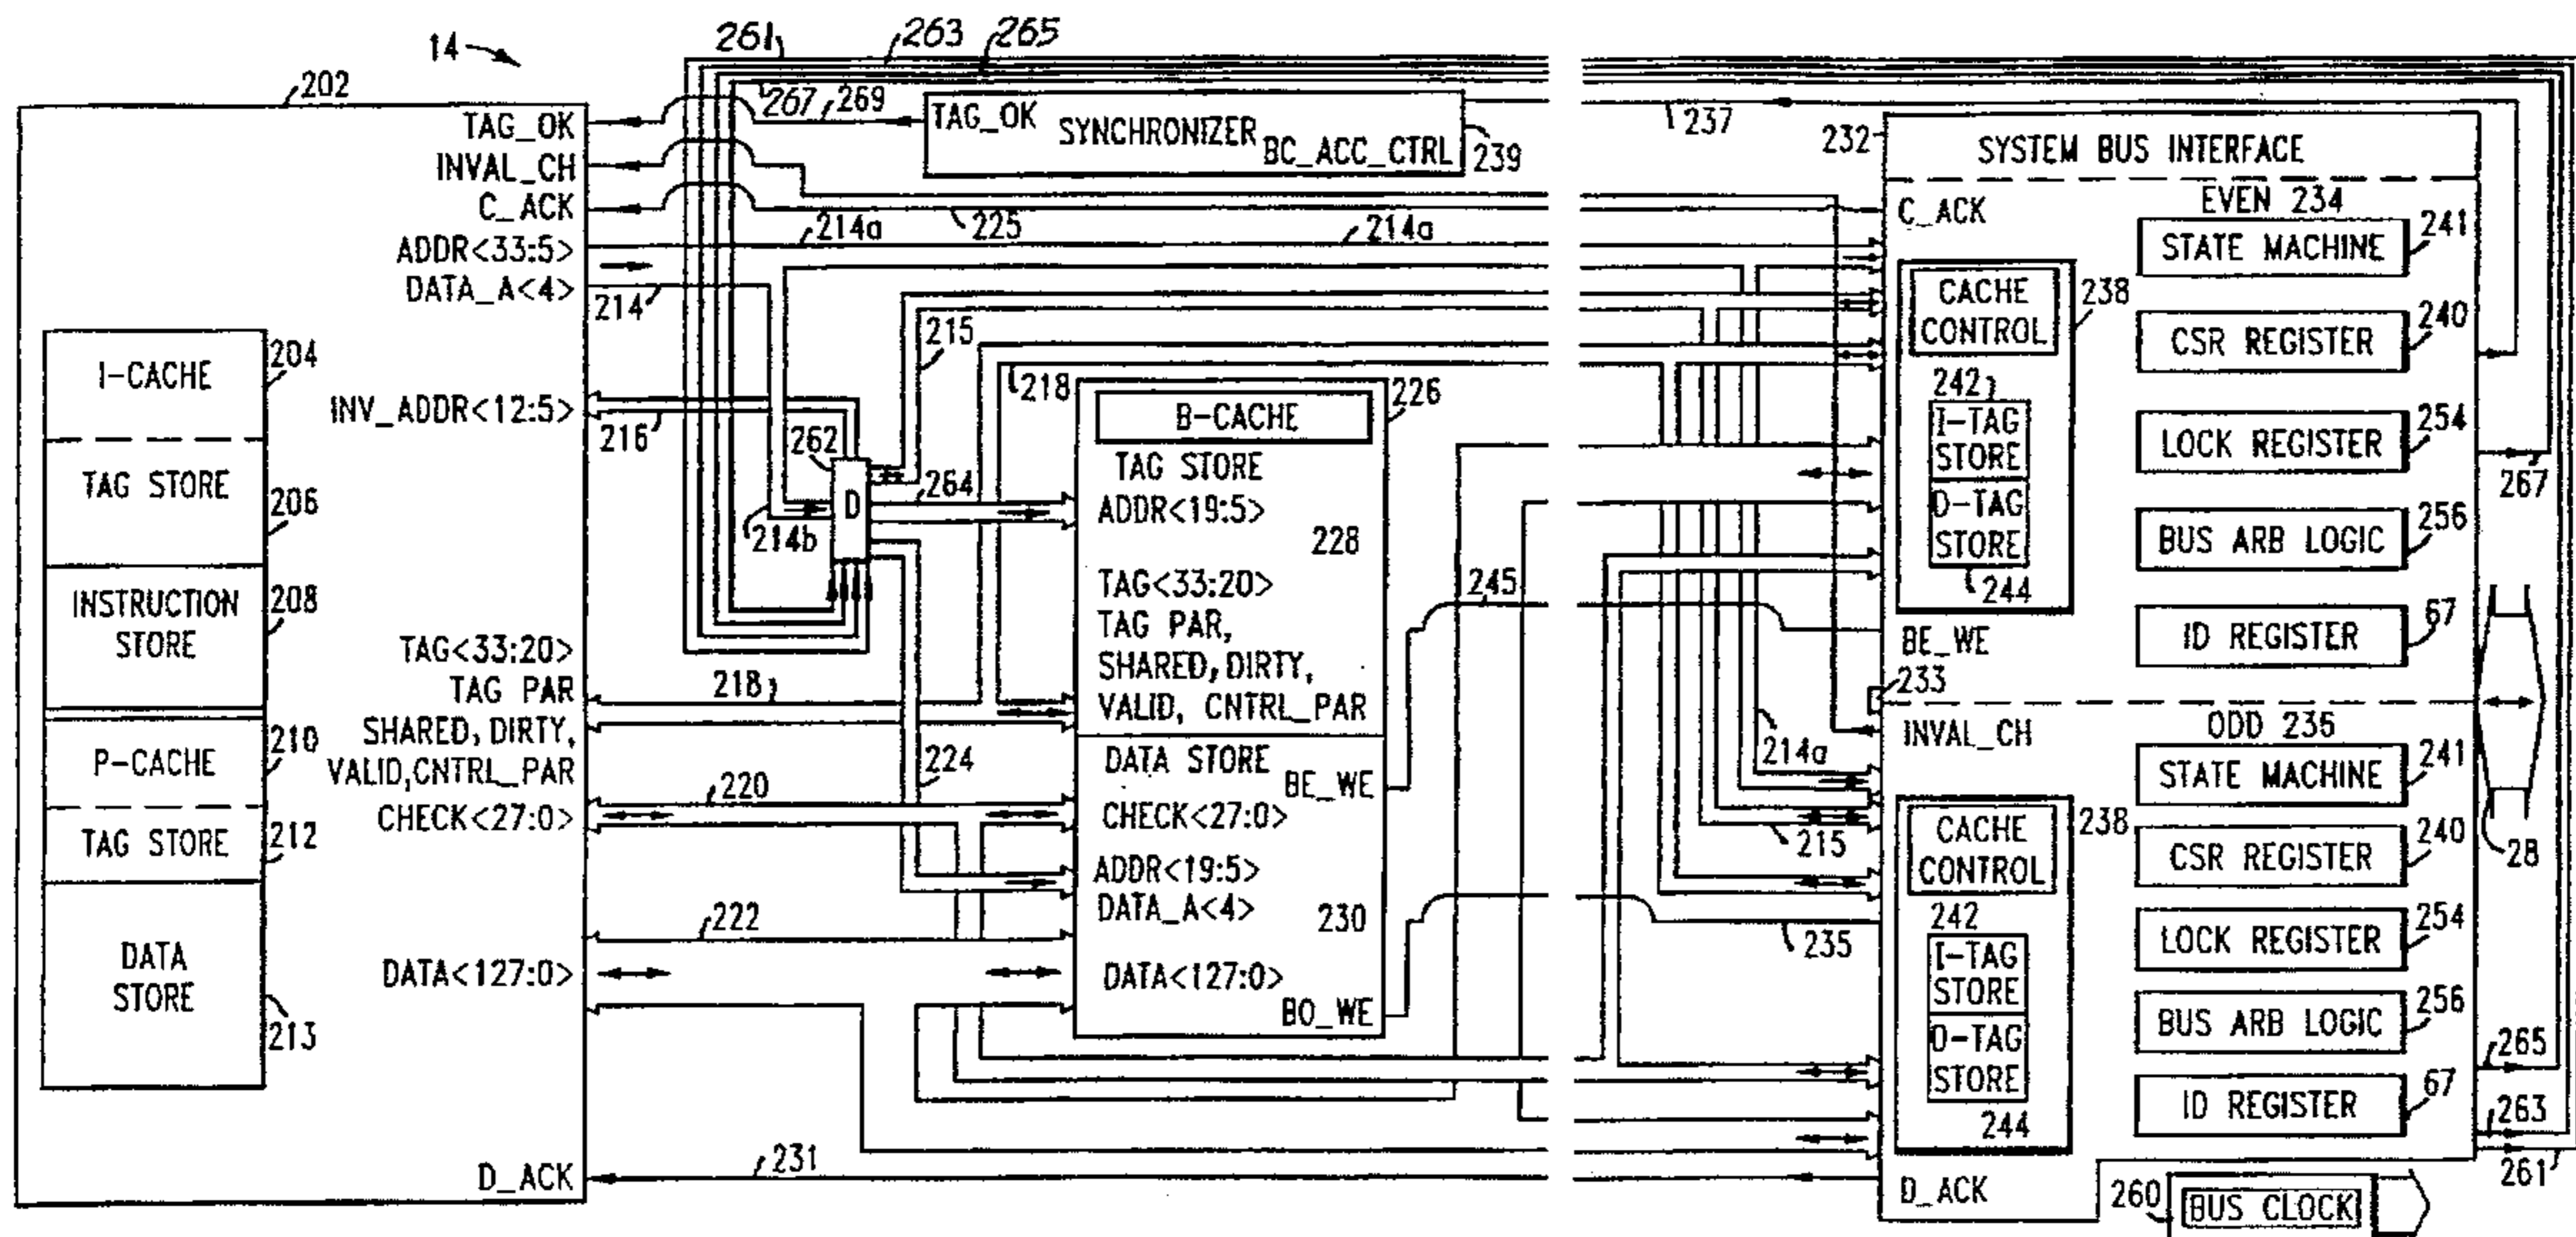 14
202
TAG_OK
INVAL_CH
C_ACK
ADDR<33:5>
DATA_A<4>
214
I-CACHE
204
TAG STORE
206
INSTRUCTION
STORE
208
P-CACHE
210
TAG STORE
212
DATA
STORE
213
INV_ADDR<12:5>
216
TAG<33:20>
TAG PAR
SHARED, DIRTY,
VALID,CNTRL_PAR
CHECK<27:0>
DATA<127:0>
D_ACK
261
263
265
267
269
TAG_OK
SYNCHRONIZER
BC_ACC_CTRL
239
237
225
214a
214a
215
218
262
D
264
214b
218
220
222
224
231
226
B-CACHE
TAG STORE
ADDR<19:5>
228
TAG<33:20>
TAG PAR,
SHARED, DIRTY,
VALID, CNTRL_PAR
DATA STORE
BE_WE
CHECK<27:0>
ADDR<19:5>
DATA_A<4>
230
DATA<127:0>
BO_WE
245
235
214a
215
232
SYSTEM BUS INTERFACE
C_ACK
EVEN 234
STATE MACHINE
241
CACHE
CONTROL
238
CSR REGISTER
240
242
I-TAG
STORE
LOCK REGISTER
254
267
D-TAG
STORE
BUS ARB LOGIC
256
244
ID REGISTER
67
BE_WE
233
INVAL_CH
ODD 236
STATE MACHINE
241
28
CACHE
CONTROL
238
CSR REGISTER
240
242
I-TAG
STORE
LOCK REGISTER
254
D-TAG
STORE
BUS ARB LOGIC
256
265
244
ID REGISTER
67
263
261
D_ACK
260
BUS CLOCK